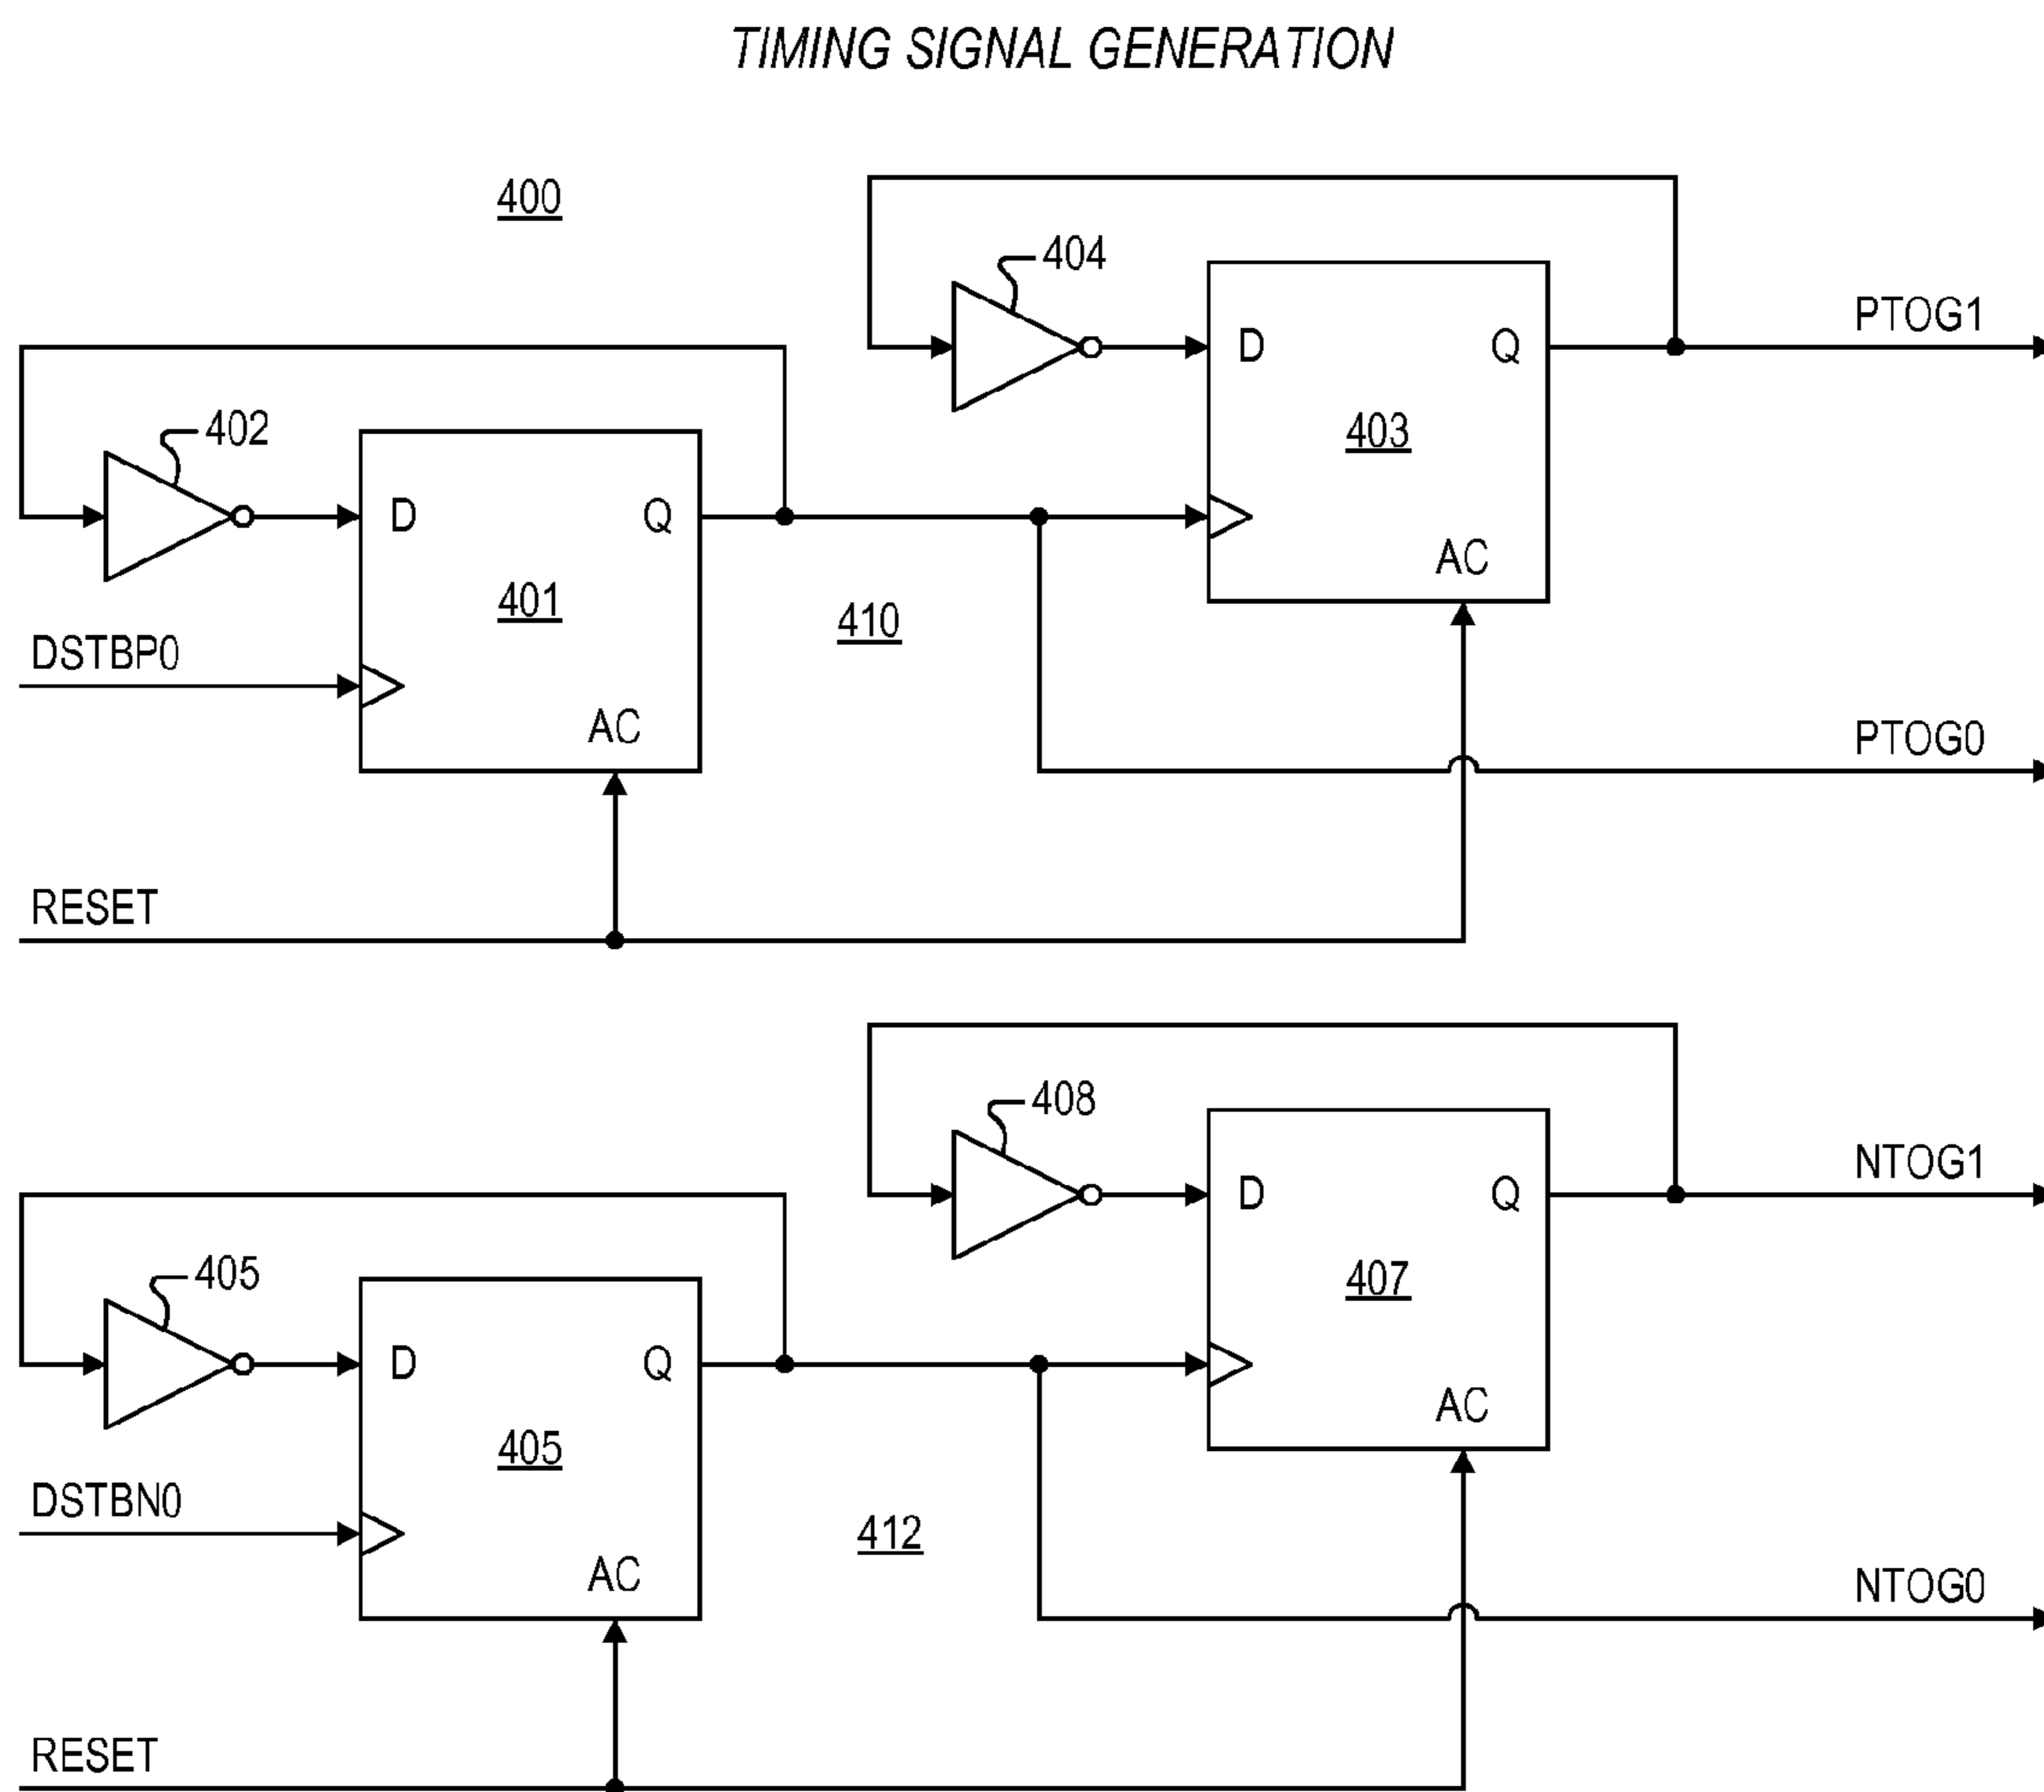 TIMING SIGNAL GENERATION
400
404
PTOG1
D
Q
402
403
D
Q
AC
401
410
DSTBP0
AC
PTOG0
RESET
408
NTOG1
D
Q
405
407
D
Q
AC
405
DSTBN0
412
AC
NTOG0
RESET